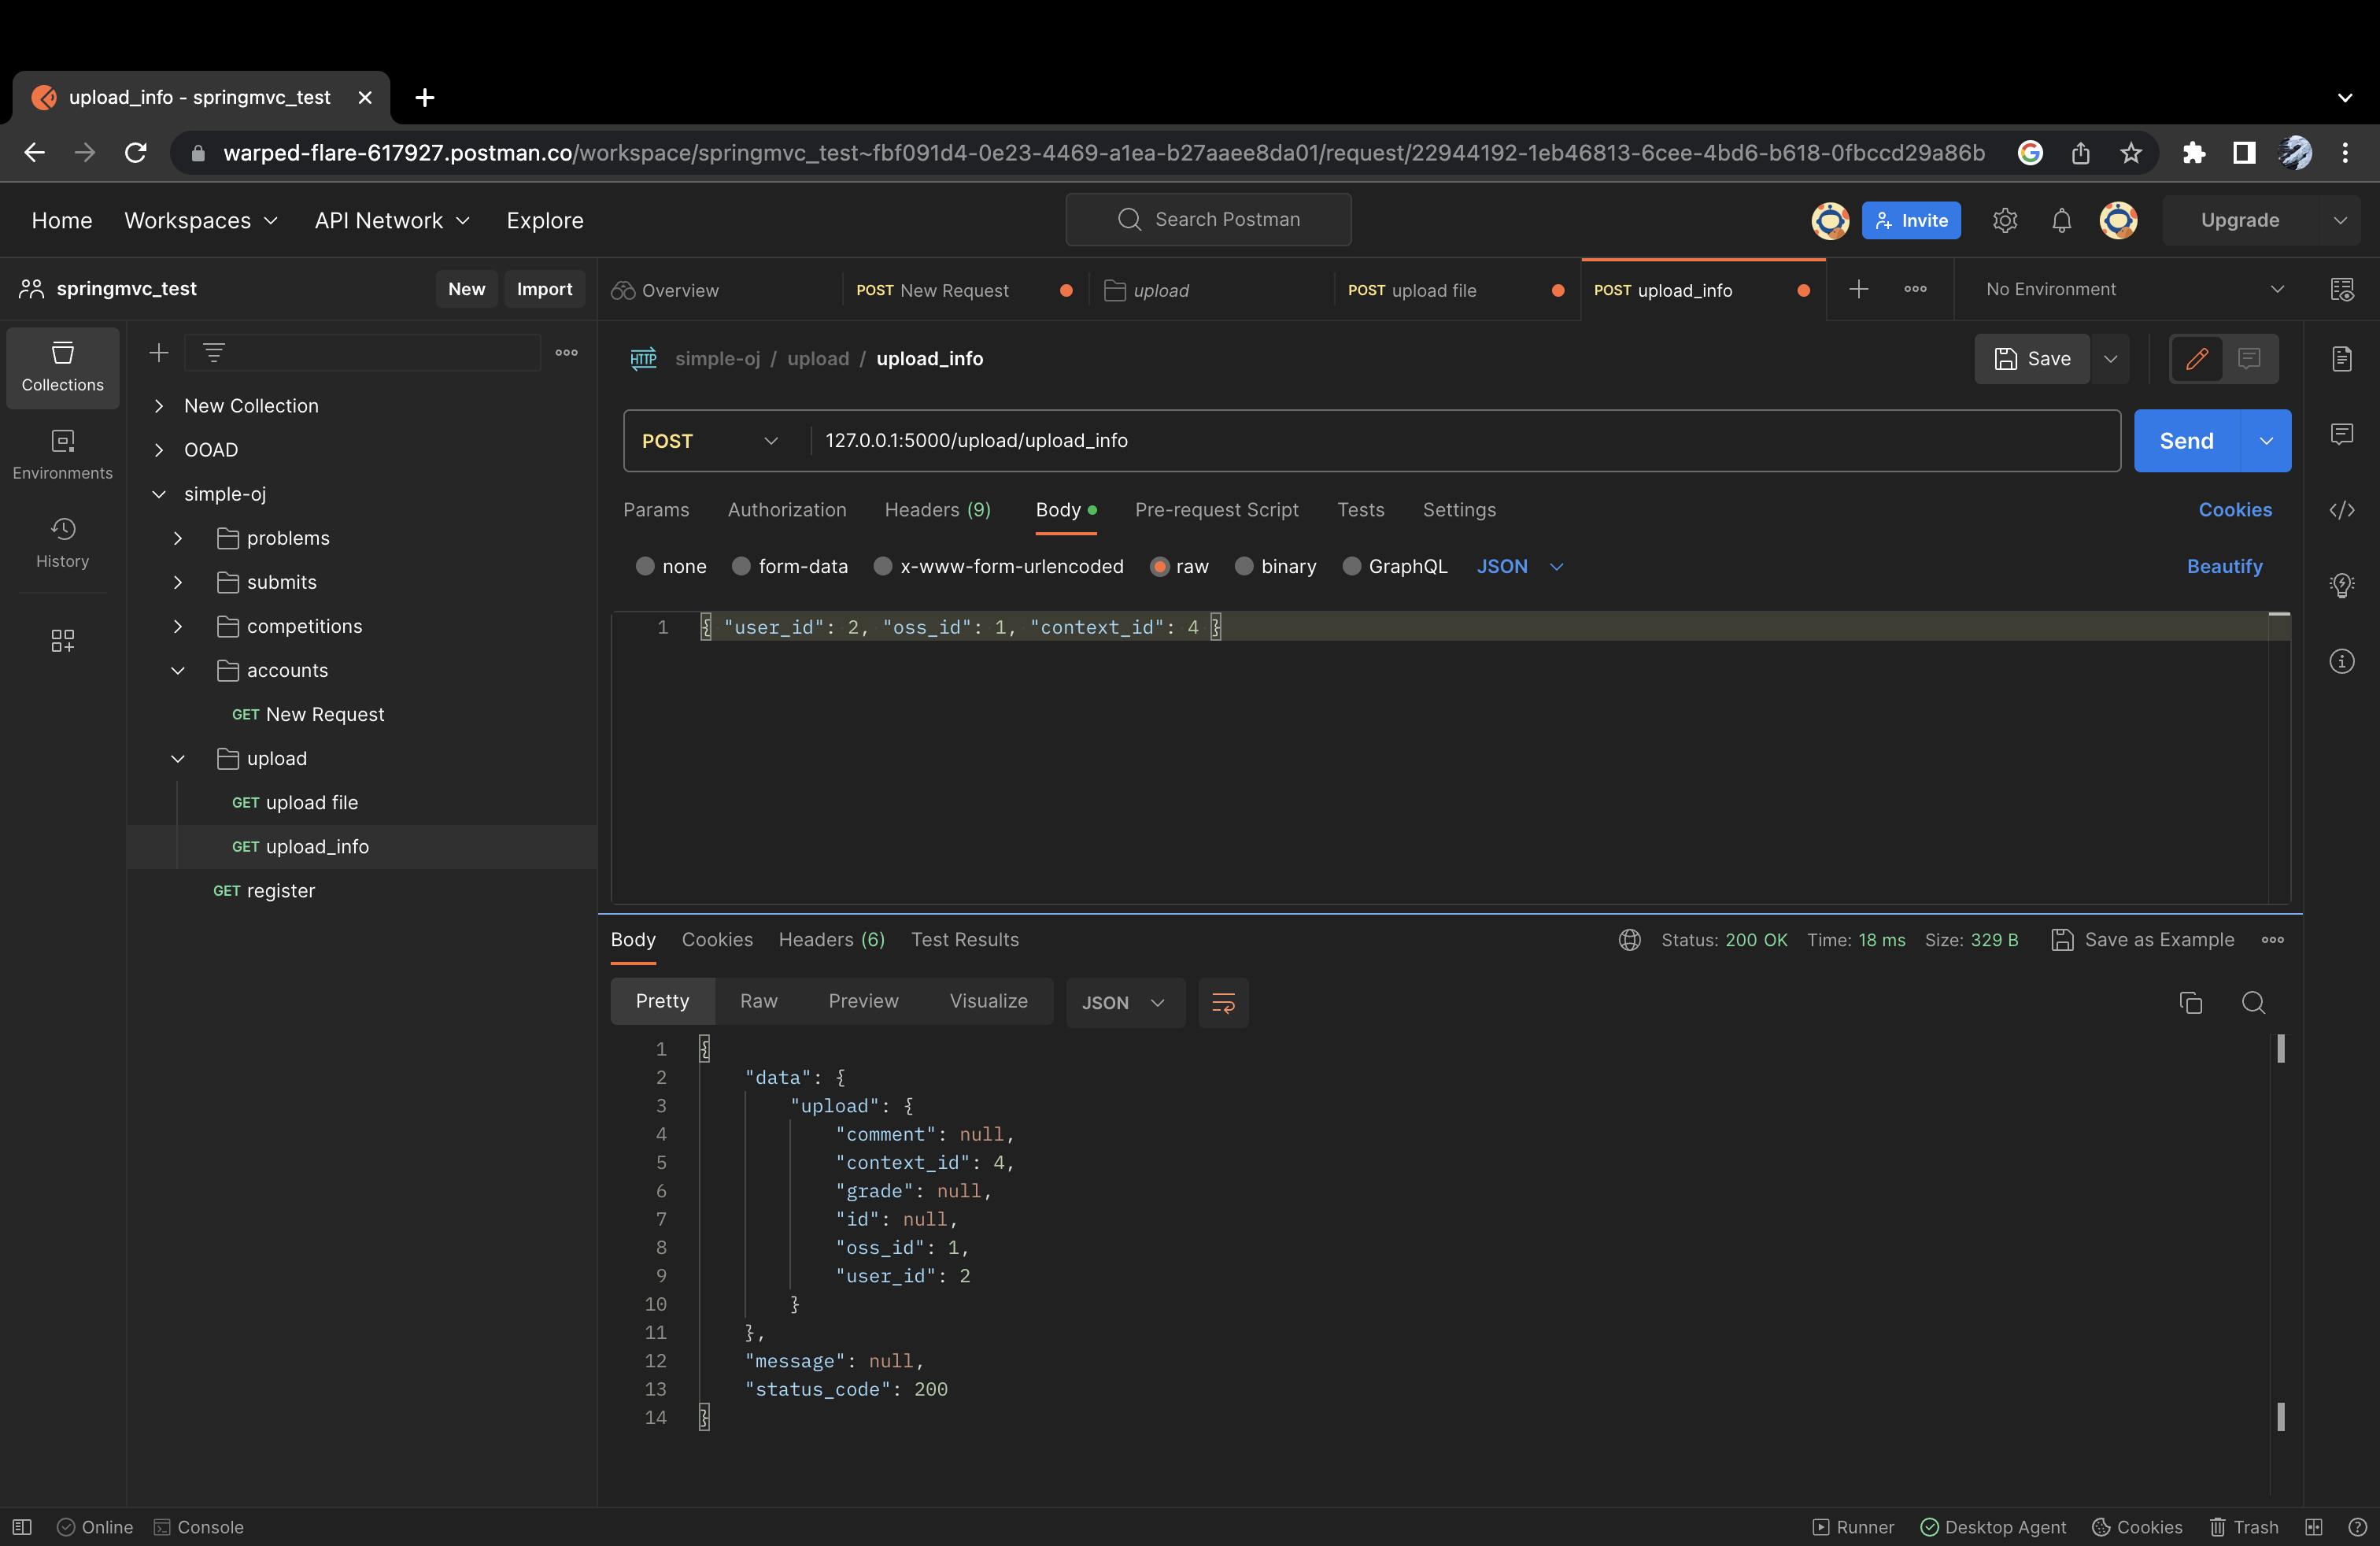 upload_info - springmvc_test
warped-flare-617927.postman.co/workspace/springmvc_test~fbf091d4-0e23-4469-a1ea-b27aaee8da01/request/22944192-1eb46813-6cee-4bd6-b618-0fbccd29a86b
Home Workspaces API Network Explore Search Postman Invite Upgrade
springmvc_test New Import Overview POST New Request upload POST upload file POST upload_info No Environment
Collections
Environments
History
New Collection
OOAD
simple-oj
problems
submits
competitions
accounts
GET New Request
upload
GET upload file
GET upload_info
GET register
HTTP simple-oj / upload / upload_info Save
POST 127.0.0.1:5000/upload/upload_info Send
Params Authorization Headers (9) Body Pre-request Script Tests Settings Cookies
none form-data x-www-form-urlencoded raw binary GraphQL JSON Beautify
1 { "user_id": 2, "oss_id": 1, "context_id": 4 }
Body Cookies Headers (6) Test Results Status: 200 OK Time: 18 ms Size: 329 B Save as Example
Pretty Raw Preview Visualize JSON
1 {
2 "data": {
3 "upload": {
4 "comment": null,
5 "context_id": 4,
6 "grade": null,
7 "id": null,
8 "oss_id": 1,
9 "user_id": 2
10 }
11 },
12 "message": null,
13 "status_code": 200
14 }
Online Console Runner Desktop Agent Cookies Trash